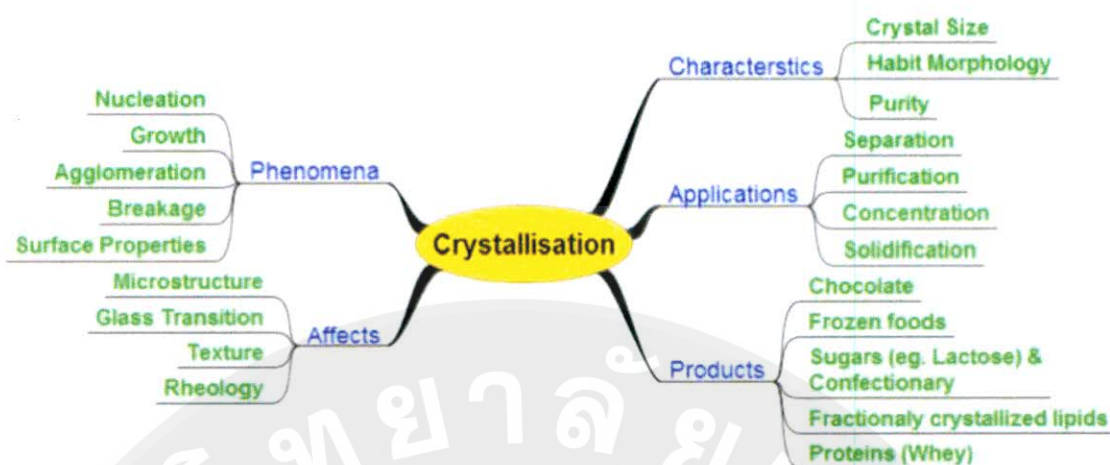 Crystallisation
Phenomena
Nucleation
Growth
Agglomeration
Breakage
Surface Properties
Affects
Microstructure
Glass Transition
Texture
Rheology
Characterstics
Crystal Size
Habit Morphology
Purity
Applications
Separation
Purification
Concentration
Solidification
Products
Chocolate
Frozen foods
Sugars (eg. Lactose) &
Confectionary
Fractionaly crystallized lipids
Proteins (Whey)